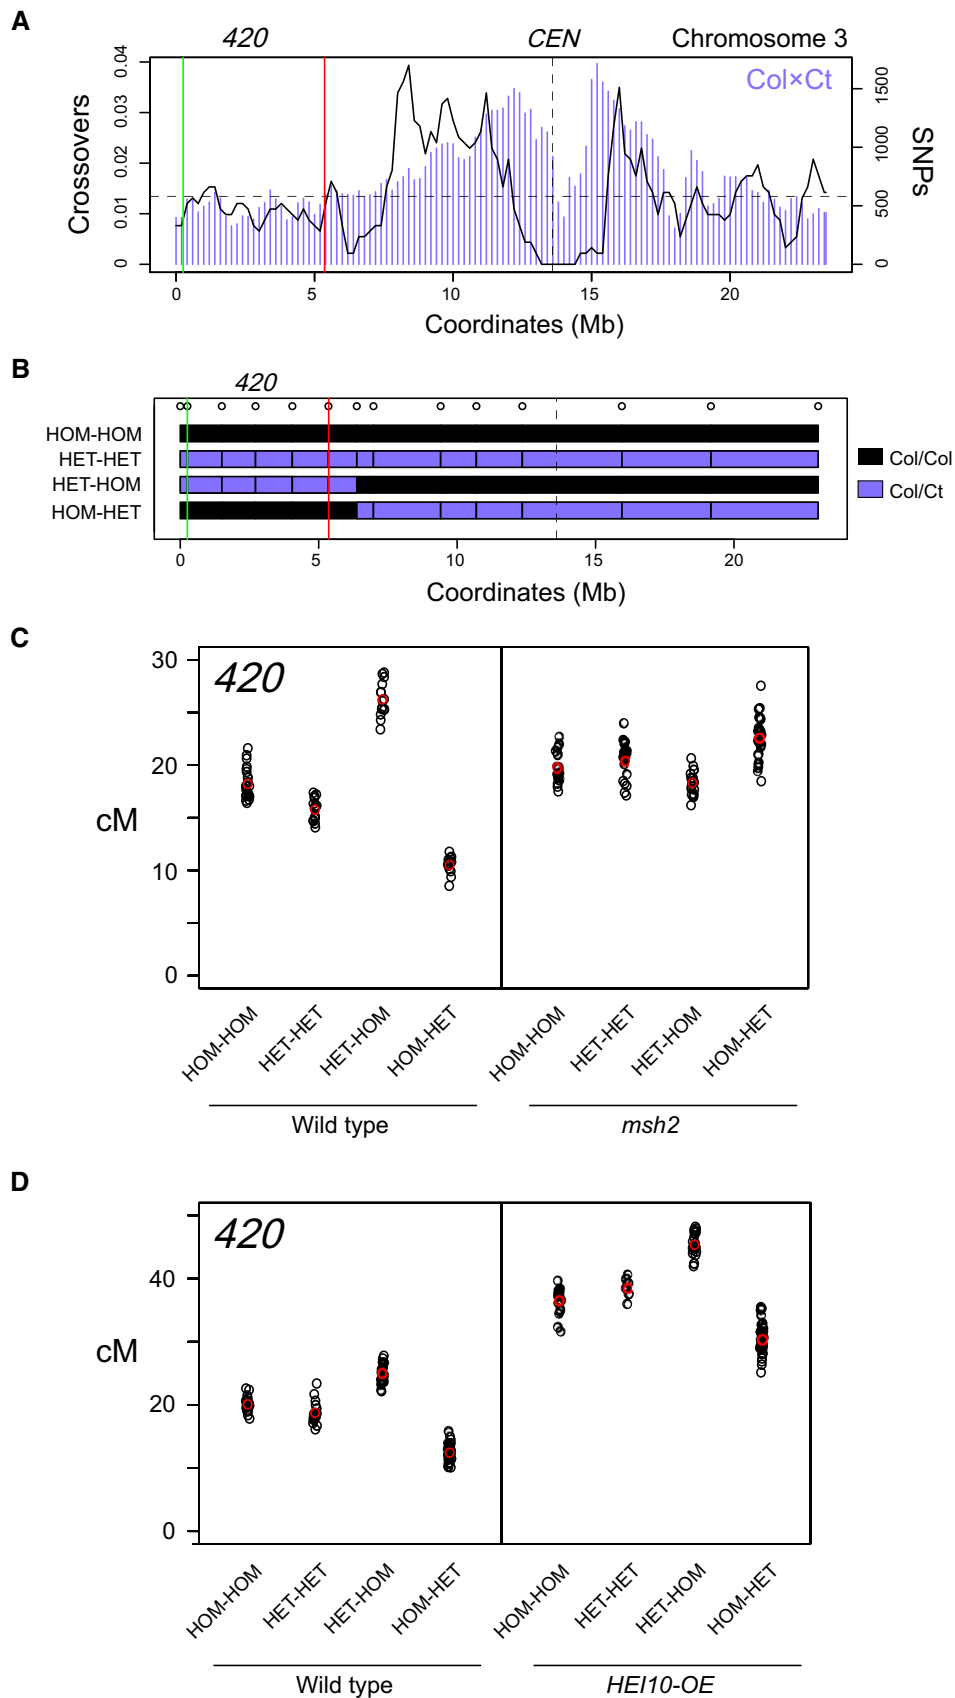 A
420 CEN Chromosome 3
Col×Ct
Crossovers
0 0.01 0.02 0.03 0.04
SNPs
0 500 1000 1500
0 5 10 15 20
Coordinates (Mb)
B
420
HOM-HOM
HET-HET
HET-HOM
HOM-HET
Col/Col
Col/Ct
0 5 10 15 20
Coordinates (Mb)
C
420
cM
30
20
10
0
HOM-HOM HET-HET HET-HOM HOM-HET HOM-HOM HET-HET HET-HOM HOM-HET
Wild type msh2
D
420
cM
40
20
0
HOM-HOM HET-HET HET-HOM HOM-HET HOM-HOM HET-HET HET-HOM HOM-HET
Wild type HEI10-OE